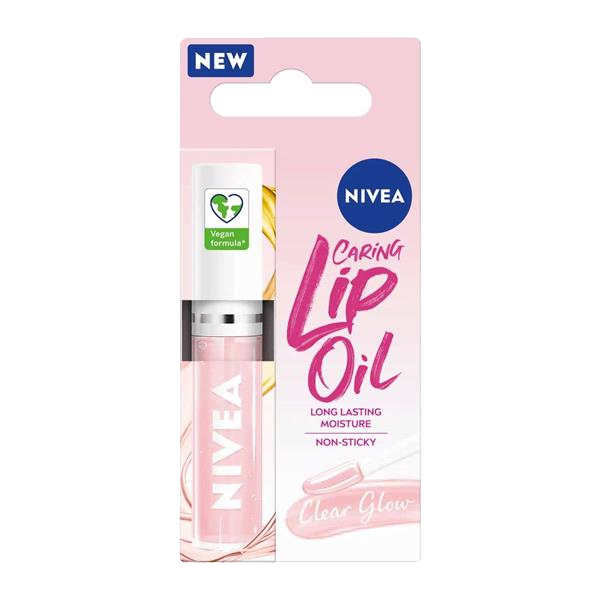 NEW
Vegan
formula*
NIVEA
NIVEA
CARING
Lip
Oil
LONG LASTING
MOISTURE
NON-STICKY
Clear Glow